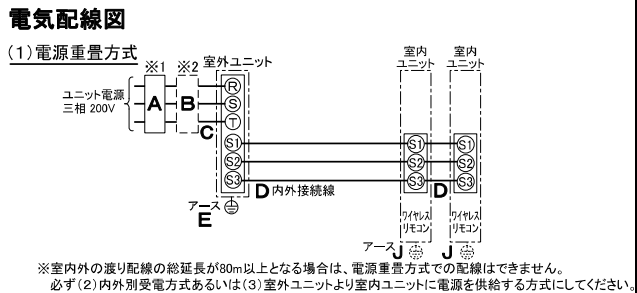 電気配線図
(1)電源重畳方式
※1 ※2 室外ユニット
室内
ユニット
室内
ユニット
ユニット電源
三相 200V
A B C
R
S
T
S1
S2
S3
S1
S2
S3
S1
S2
S3
D 内外接続線
D
アース
E
ワイヤレス
リモコン
ワイヤレス
リモコン
アース J
J
※室内外の渡り配線の総延長が80m以上となる場合は、電源重畳方式での配線はできません。
必ず(2)内外別受電方式あるいは(3)室外ユニットより室内ユニットに電源を供給する方式にしてください。